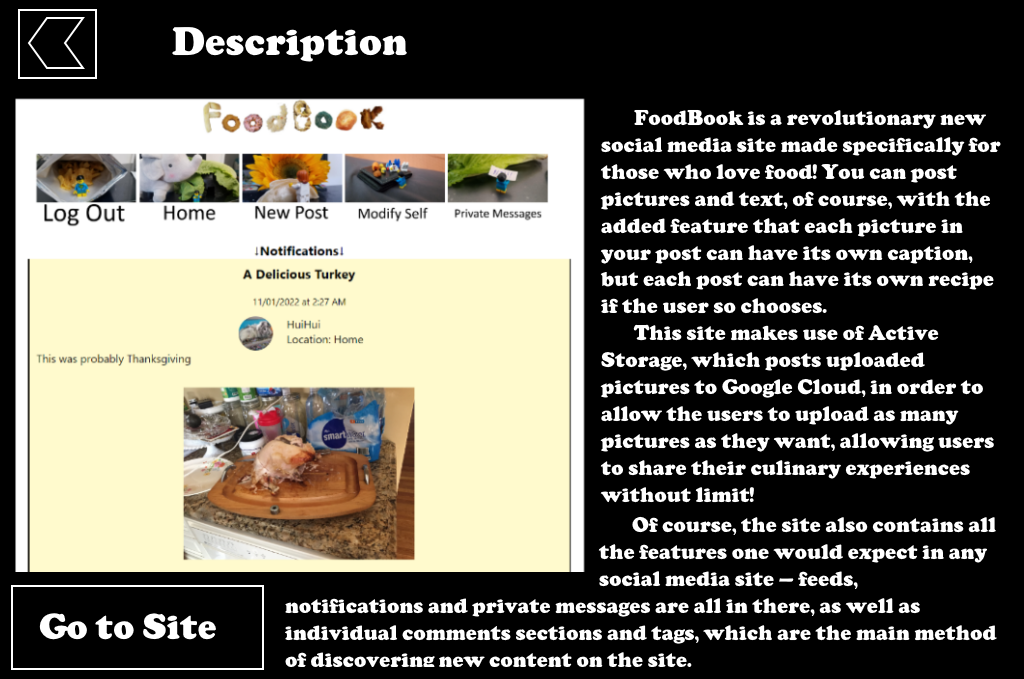 Description
FoodBook
Log Out
Home
New Post
Modify Self
Private Messages
↓Notifications↓
A Delicious Turkey
11/01/2022 at 2:27 AM
HuiHui
Location: Home
This was probably Thanksgiving
smart
FoodBook is a revolutionary new
social media site made specifically for
those who love food! You can post
pictures and text, of course, with the
added feature that each picture in
your post can have its own caption,
but each post can have its own recipe
if the user so chooses.
This site makes use of Active
Storage, which posts uploaded
pictures to Google Cloud, in order to
allow the users to upload as many
pictures as they want, allowing users
to share their culinary experiences
without limit!
Of course, the site also contains all
the features one would expect in any
social media site — feeds,
notifications and private messages are all in there, as well as
individual comments sections and tags, which are the main method
of discovering new content on the site.
Go to Site